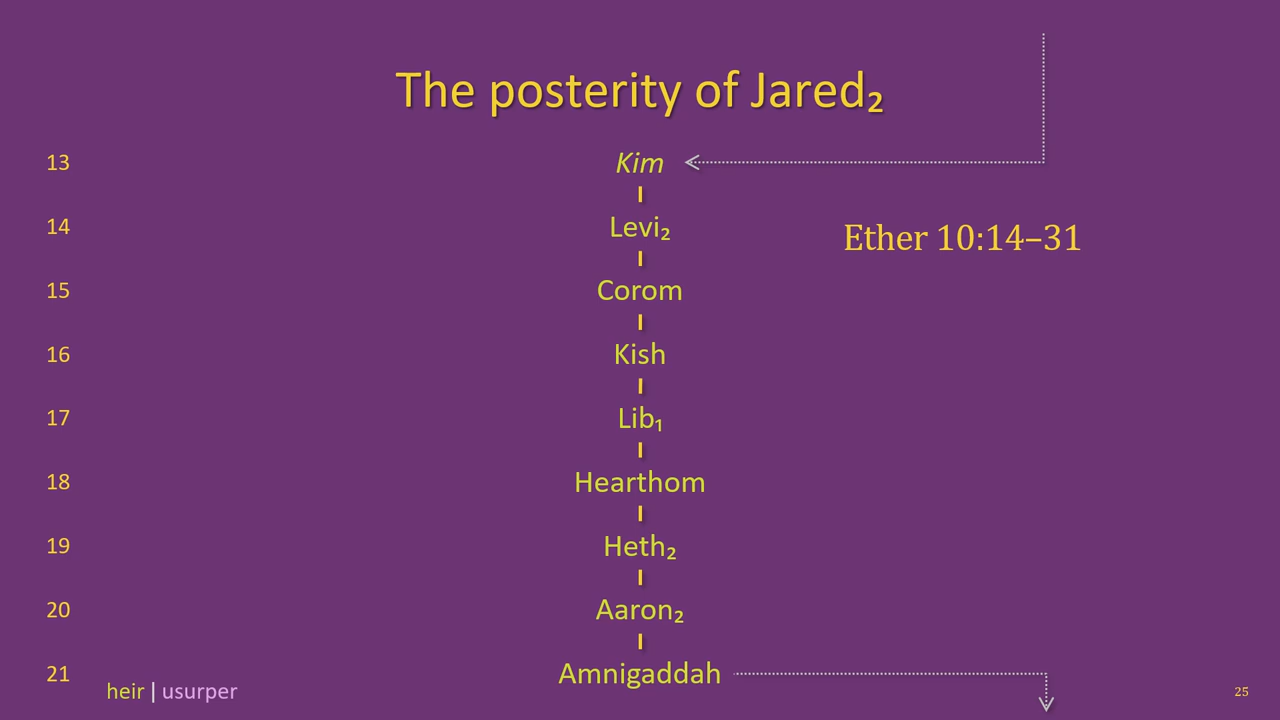 The posterity of Jared₂
13 Kim
14 Levi₂
Ether 10:14–31
15 Corom
16 Kish
17 Lib₁
18 Hearthom
19 Heth₂
20 Aaron₂
21 Amnigaddah
heir | usurper
25